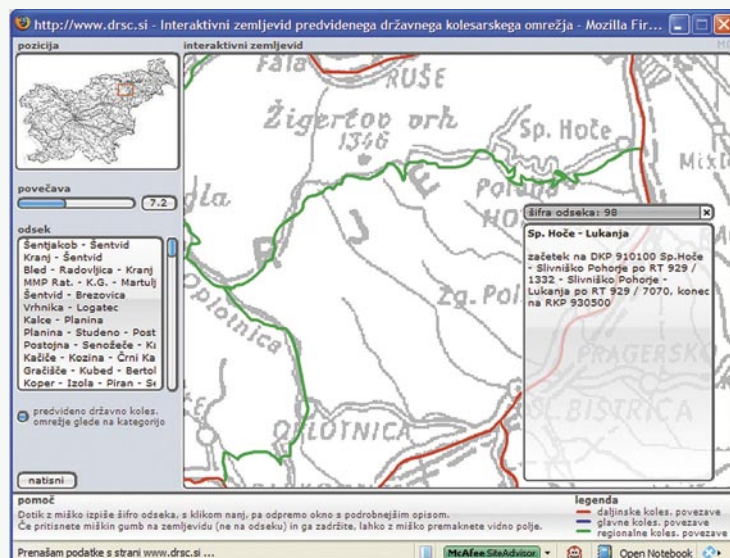 http://www.drsc.si - Interaktivni zemljevid predvidenega državnega kolesarskega omrežja - Mozilla Fir...
pozicija
interaktivni zemljevid
povečava
7.2
odsek
Šentjakob - Šentvid
Kranj - Šentvid
Bled - Radovljica - Kranj
MMP Rat. - K.G. - Martulj
Šentvid - Brezovica
Vrhnika - Logatec
Kalce - Planina
Planina - Studeno - Post
Postojna - Senožeče - Ka
Kačiče - Kozina - Črni Ka
Gračišče - Kubed - Bertol
Koper - Izola - Piran - Se
predvideno državno koles.
omrežje glede na kategorijo
natisni
Fala
RUŠE
Žigertov vrh
1346
Sp. Hoče
Oplotnica
OPLOTNICA
Zg. Pol
PRAGERSKO
SL. BISTRICA
šifra odseka: 98
Sp. Hoče - Lukanja
začetek na DKP 910100 Sp.Hoče
- Slivniško Pohorje po RT 929 /
1332 - Slivniško Pohorje -
Lukanja po RT 929 / 7070, konec
na RKP 930500
pomoč
Dotik z miško izpiše šifro odseka, s klikom nanj, pa odpremo okno s podrobnejšim opisom.
Če pritisnete miškin gumb na zemljevidu (ne na odseku) in ga zadržite, lahko z miško premaknete vidno polje.
legenda
daljinske koles. povezave
glavne koles. povezave
regionalne koles. povezave
Prenašam podatke s strani www.drsc.si ...
McAfee SiteAdvisor
Open Notebook